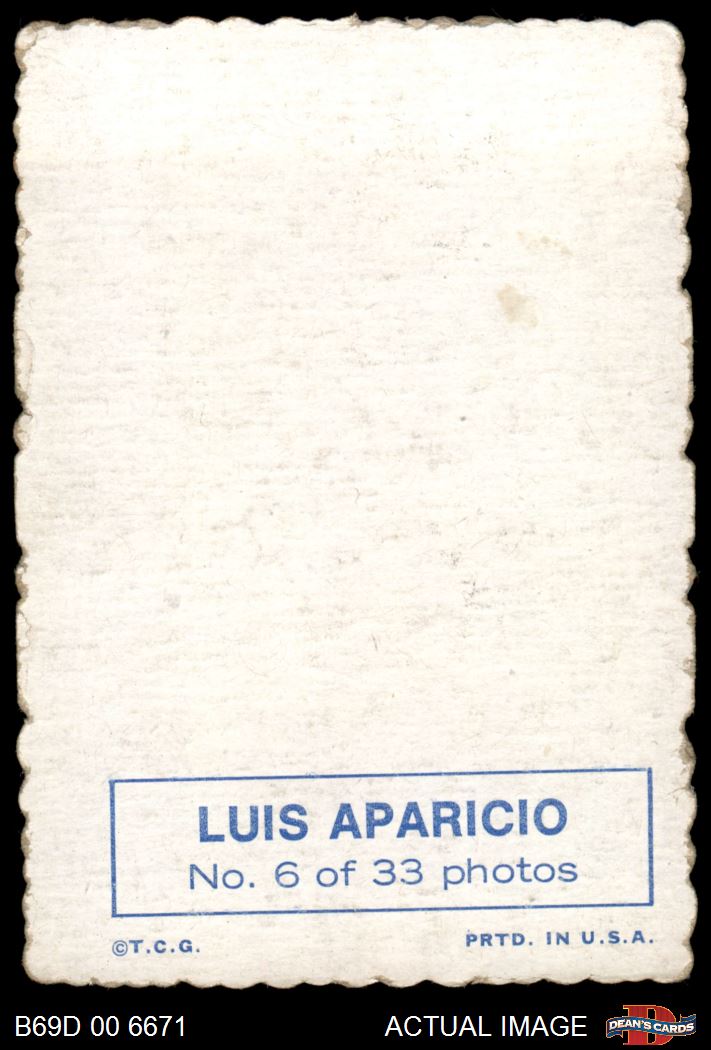 LUIS APARICIO
No. 6 of 33 photos
©T.C.G. PRTD. IN U.S.A.
B69D 00 6671 ACTUAL IMAGE DEAN'S CARDS